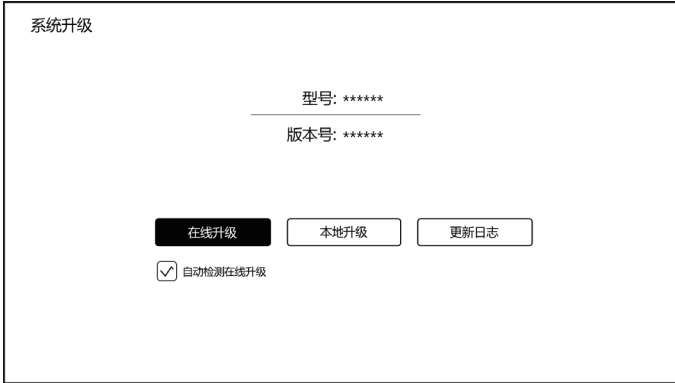 系统升级
型号: ******
版本号: ******
在线升级
本地升级
更新日志
自动检测在线升级